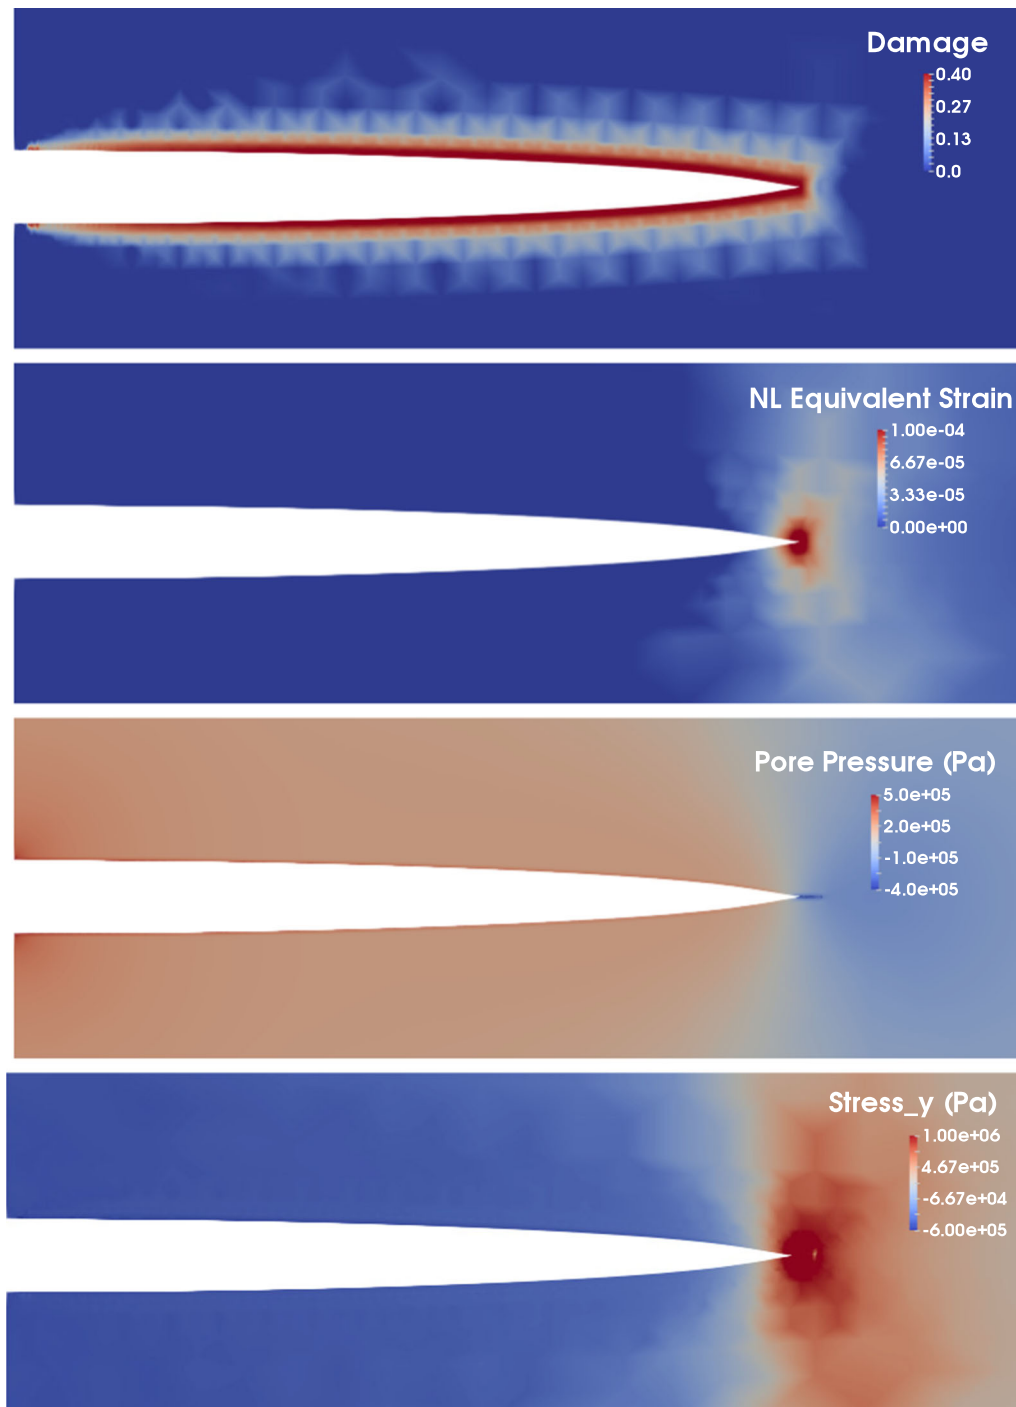 Damage
0.40
0.27
0.13
0.0
NL Equivalent Strain
1.00e-04
6.67e-05
3.33e-05
0.00e+00
Pore Pressure (Pa)
5.0e+05
2.0e+05
-1.0e+05
-4.0e+05
Stress_y (Pa)
1.00e+06
4.67e+05
-6.67e+04
-6.00e+05